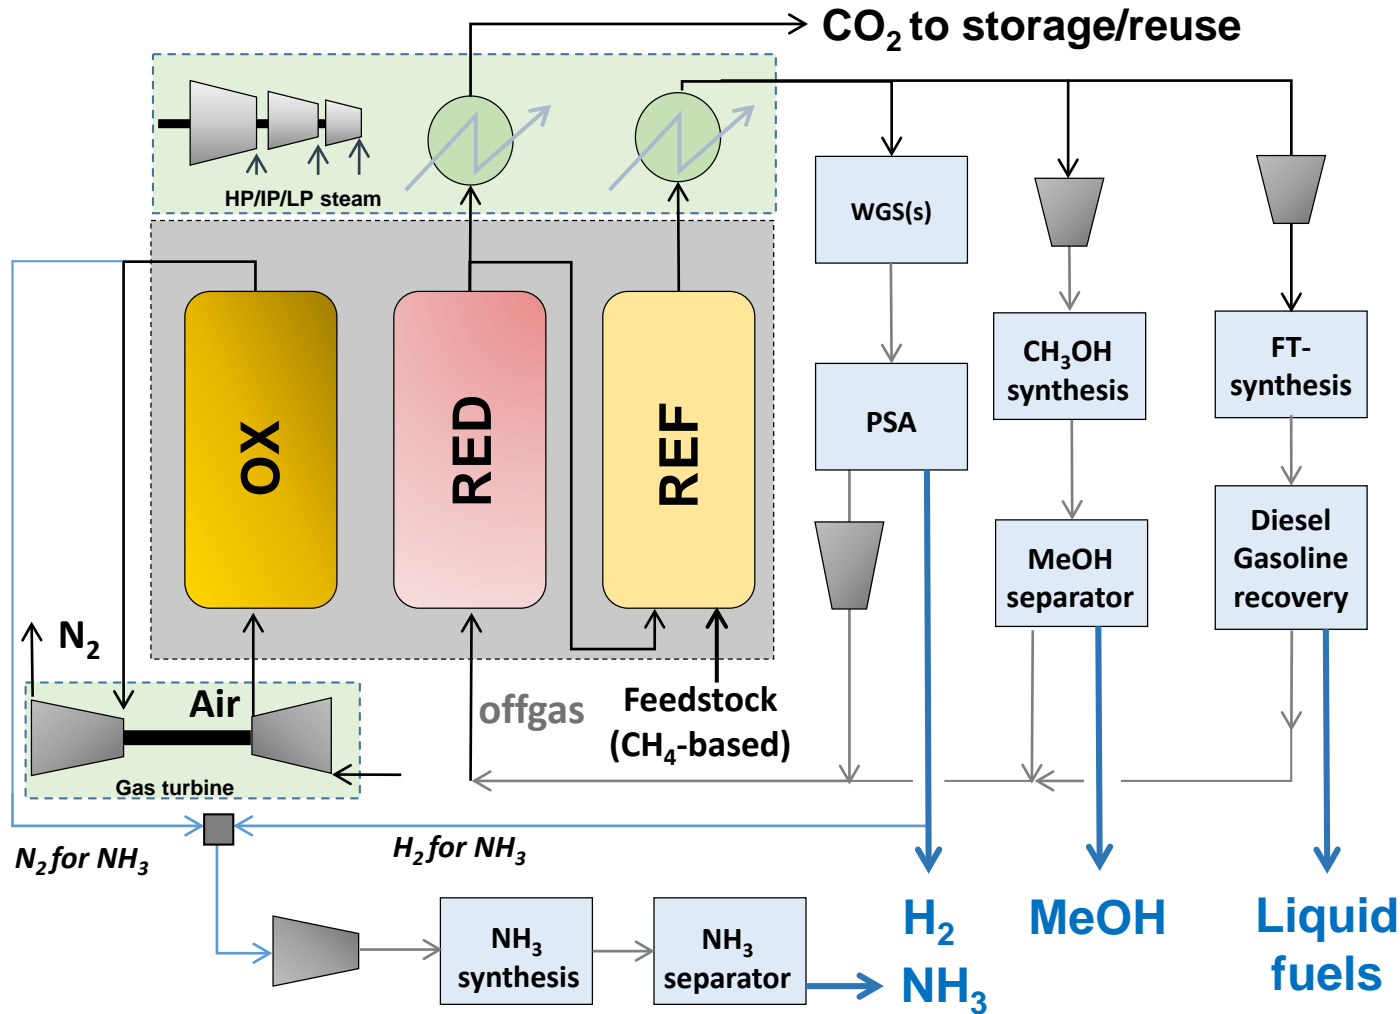 CO₂ to storage/reuse
HP/IP/LP steam
WGS(s)
OX
RED
REF
CH₃OH
synthesis
FT-
synthesis
PSA
Diesel
Gasoline
recovery
MeOH
separator
N₂
Air
offgas
Feedstock
(CH₄-based)
Gas turbine
N₂ for NH₃
H₂ for NH₃
H₂
MeOH
Liquid
fuels
NH₃
synthesis
NH₃
separator
NH₃